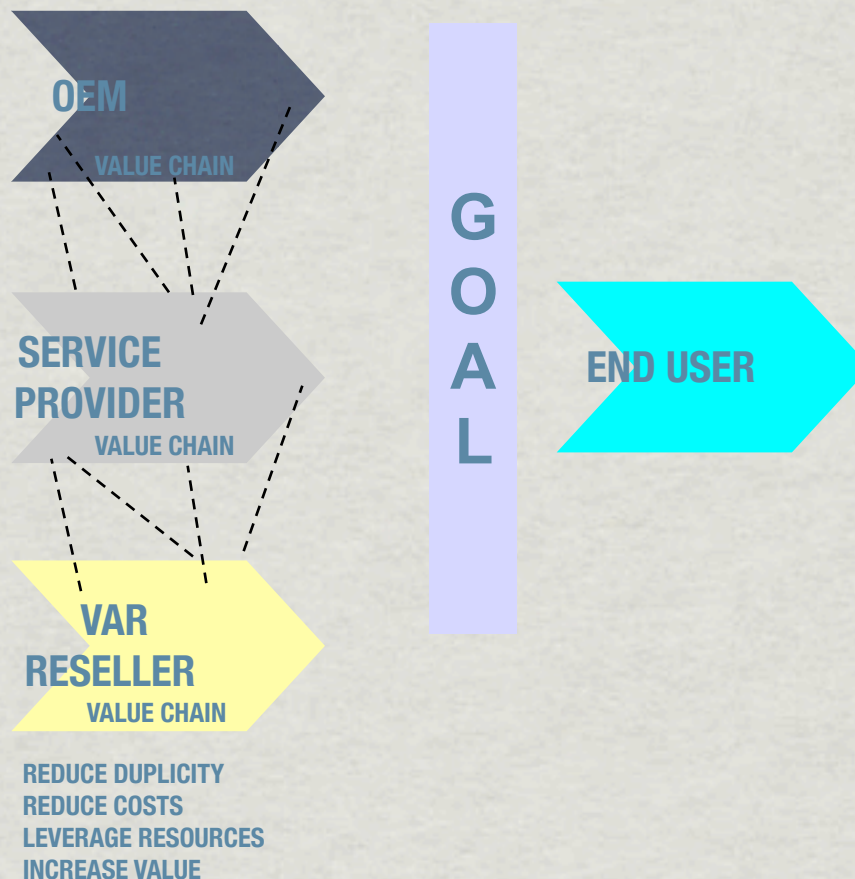 OEM
VALUE CHAIN
SERVICE
PROVIDER
VALUE CHAIN
VAR
RESELLER
VALUE CHAIN
REDUCE DUPLICITY
REDUCE COSTS
LEVERAGE RESOURCES
INCREASE VALUE
G
O
A
L
END USER